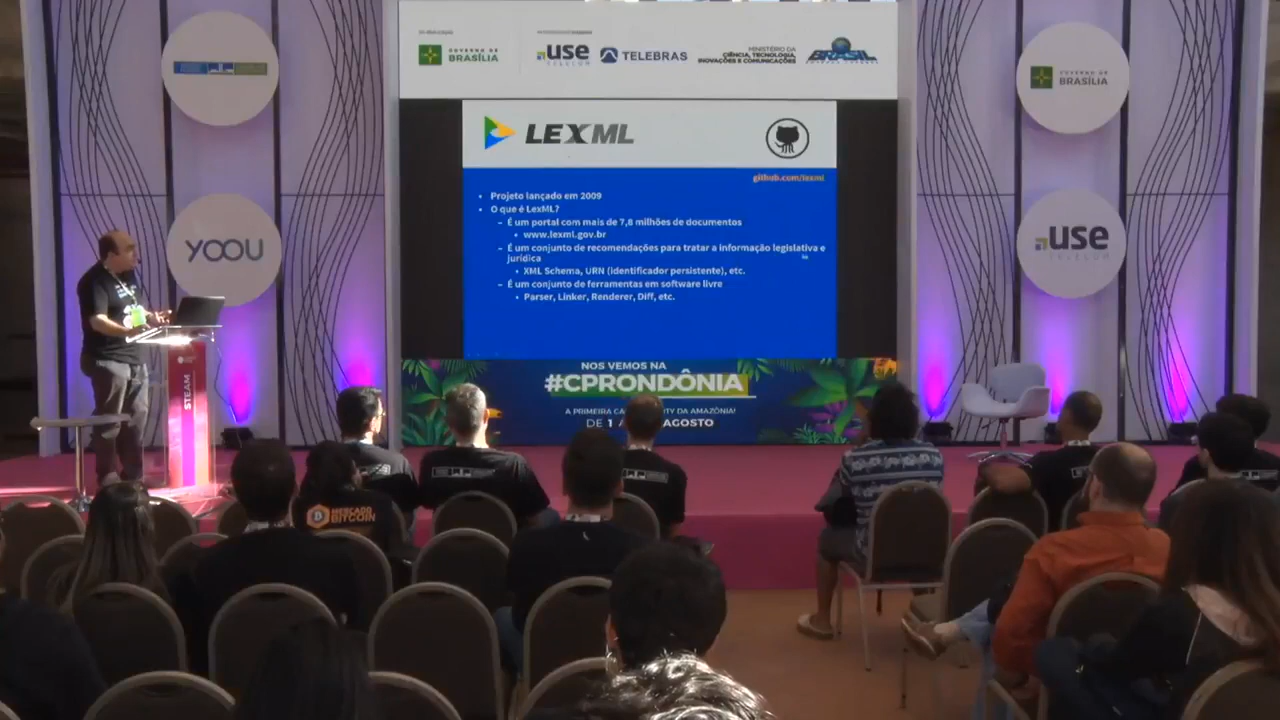 GOVERNO DE
BRASÍLIA
USE
TELECOM
TELEBRAS
MINISTÉRIO DA
CIÊNCIA, TECNOLOGIA,
INOVAÇÕES E COMUNICAÇÕES
BRASIL
LEXML
github.com/lexml
• Projeto lançado em 2009
• O que é LexML?
– É um portal com mais de 7,8 milhões de documentos
• www.lexml.gov.br
– É um conjunto de recomendações para tratar a informação legislativa e
jurídica
• XML Schema, URN (identificador persistente), etc.
– É um conjunto de ferramentas em software livre
• Parser, Linker, Renderer, Diff, etc.
NOS VEMOS NA
#CPRONDÔNIA
A PRIMEIRA DA AMAZÔNIA!
DE 1 AGOSTO
YOOU
GOVERNO DE
BRASÍLIA
USE
TELECOM
STEAM
MERCADO
BITCOIN